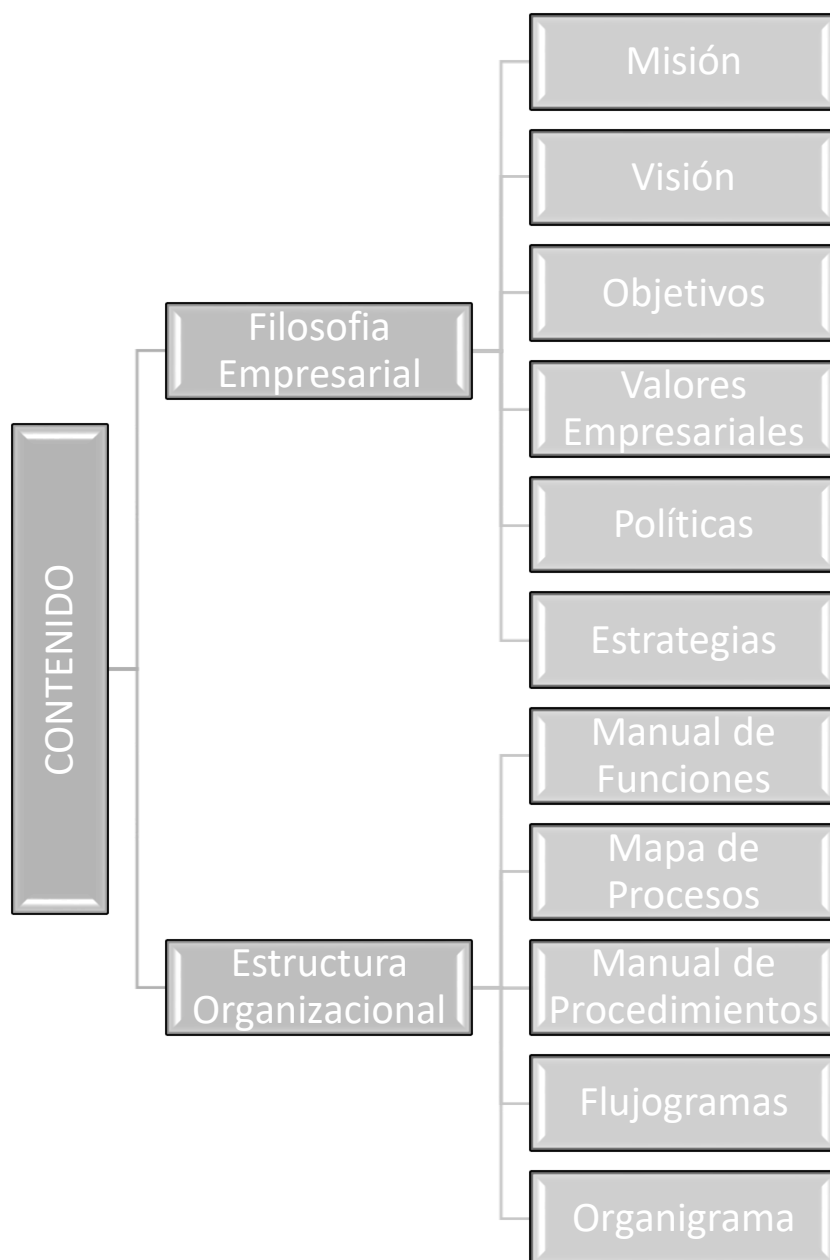 CONTENIDO
Filosofia
Empresarial
Misión
Visión
Objetivos
Valores
Empresariales
Políticas
Estrategias
Estructura
Organizacional
Manual de
Funciones
Mapa de
Procesos
Manual de
Procedimientos
Flujogramas
Organigrama